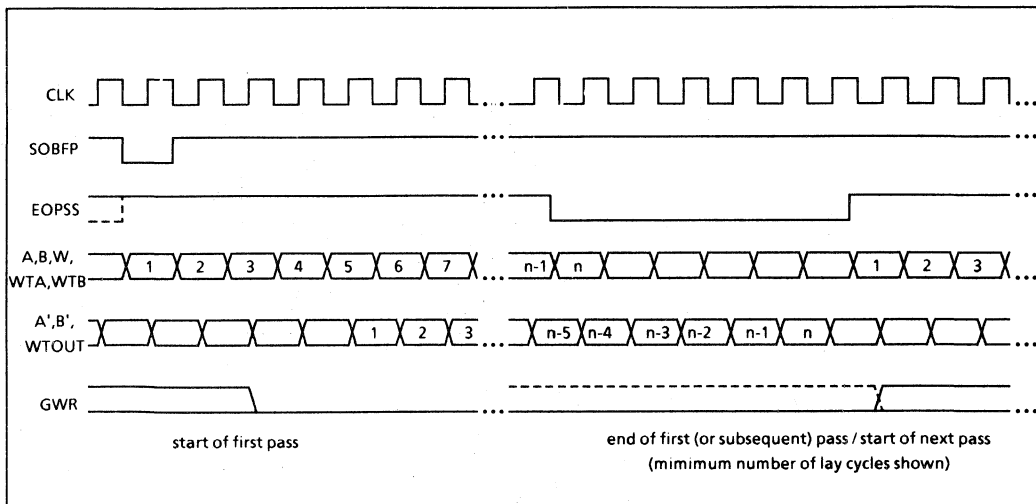 CLK
...
...
SOBFP
...
...
EOPSS
...
...
A,B,W,
WTA,WTB
1 2 3 4 5 6 7 ... n-1 n 1 2 3 ...
A',B',
WTOUT
1 2 3 ... n-5 n-4 n-3 n-2 n-1 n ...
GWR
...
...
start of first pass
end of first (or subsequent) pass / start of next pass
(mimimum number of lay cycles shown)